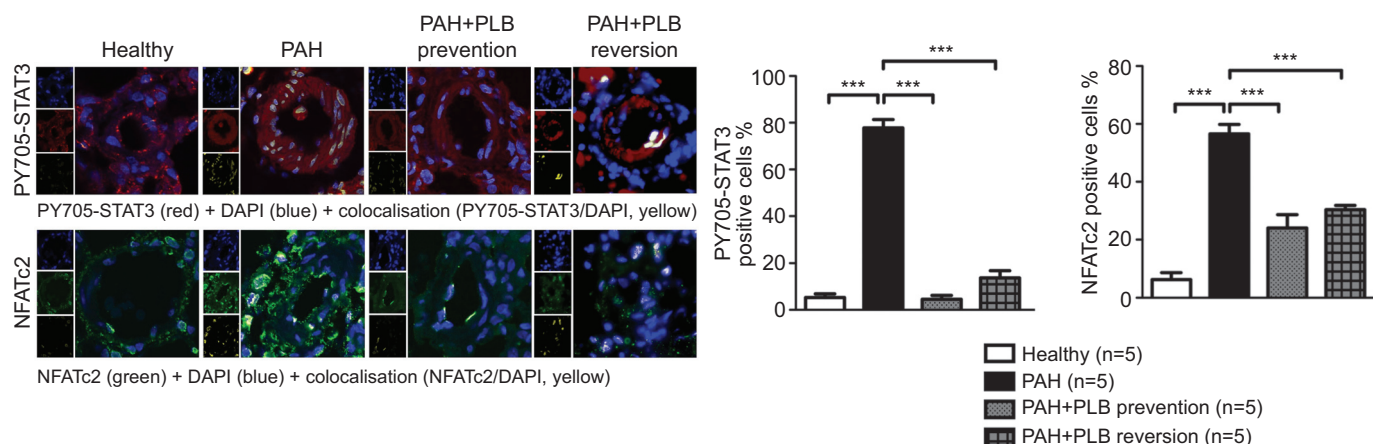 Healthy
PAH
PAH+PLB
prevention
PAH+PLB
reversion
PY705-STAT3
PY705-STAT3 (red) + DAPI (blue) + colocalisation (PY705-STAT3/DAPI, yellow)
NFATc2
NFATc2 (green) + DAPI (blue) + colocalisation (NFATc2/DAPI, yellow)
PY705-STAT3
positive cells %
100
80
60
40
20
0
***
***
***
NFATc2 positive cells %
80
60
40
20
0
***
***
***
Healthy (n=5)
PAH (n=5)
PAH+PLB prevention (n=5)
PAH+PLB reversion (n=5)